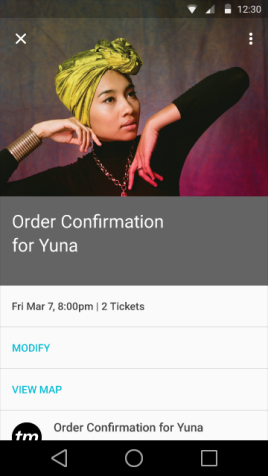 12:30
Order Confirmation
for Yuna
Fri Mar 7, 8:00pm | 2 Tickets
MODIFY
VIEW MAP
tm
Order Confirmation for Yuna